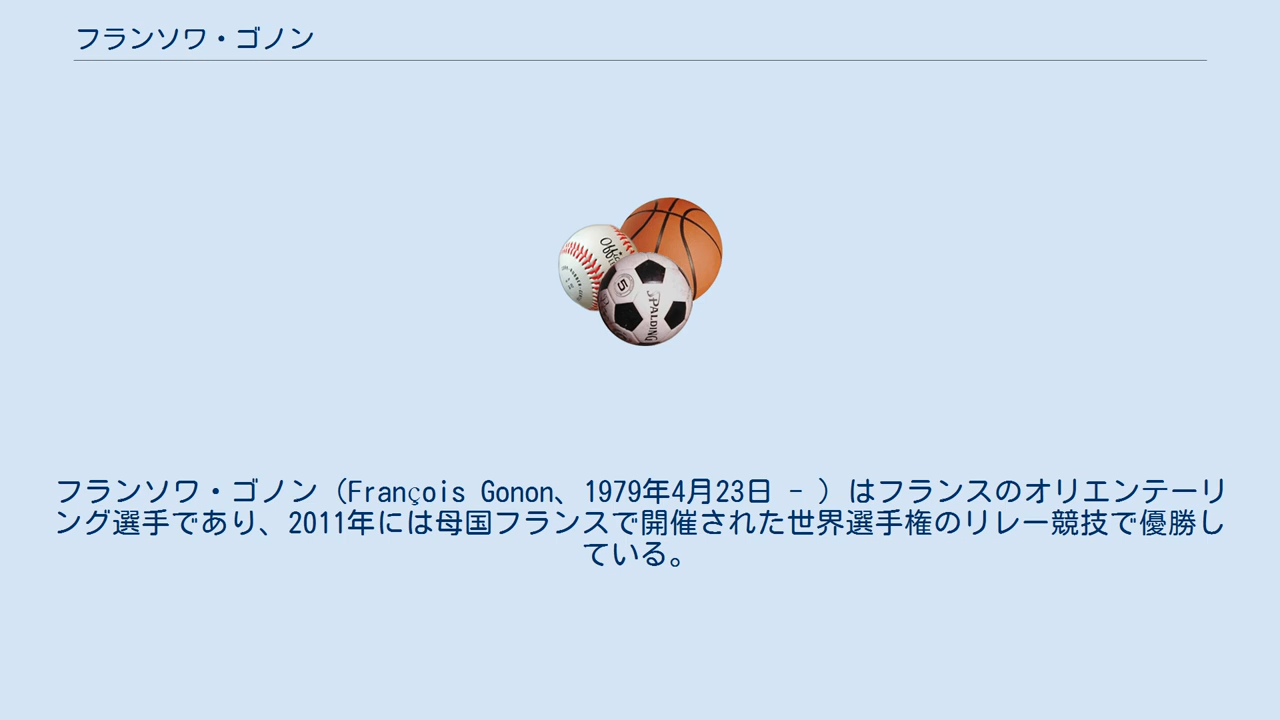 フランソワ・ゴノン
SPALDING
5
フランソワ・ゴノン（François Gonon、1979年4月23日 - ）はフランスのオリエンテーリ
ング選手であり、2011年には母国フランスで開催された世界選手権のリレー競技で優勝し
ている。